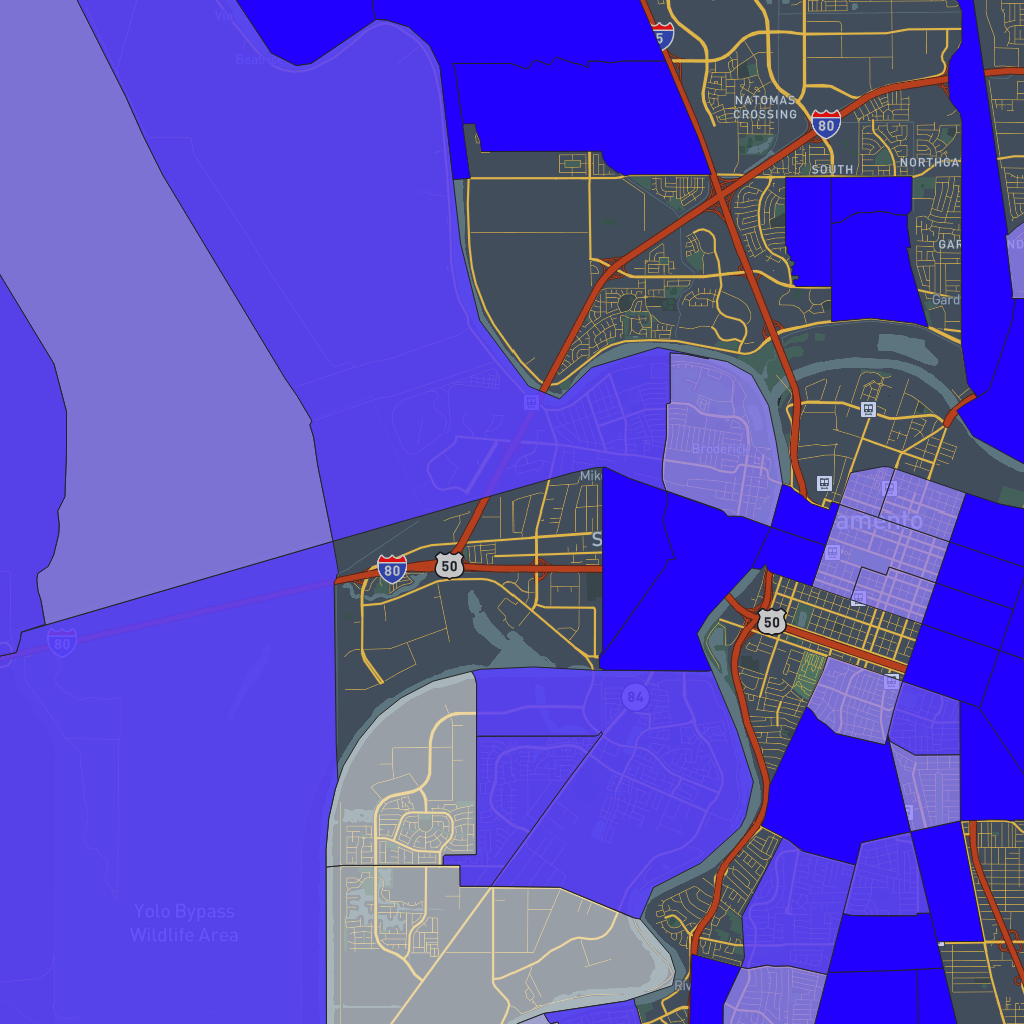 5
NATOMAS
CROSSING
80
SOUTH
NORTHGA
GAR
ND
Gard
Broderick
Mik
amento
S
80
50
80
50
84
Yolo Bypass
Wildlife Area
Riv